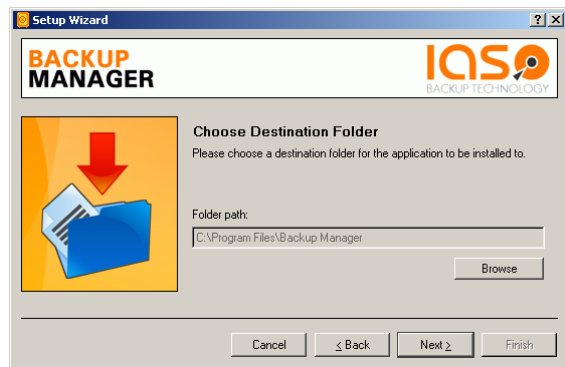 Setup Wizard
BACKUP
MANAGER
IASO
BACKUP TECHNOLOGY
Choose Destination Folder
Please choose a destination folder for the application to be installed to.
Folder path:
C:\Program Files\Backup Manager
Browse
Cancel < Back Next > Finish